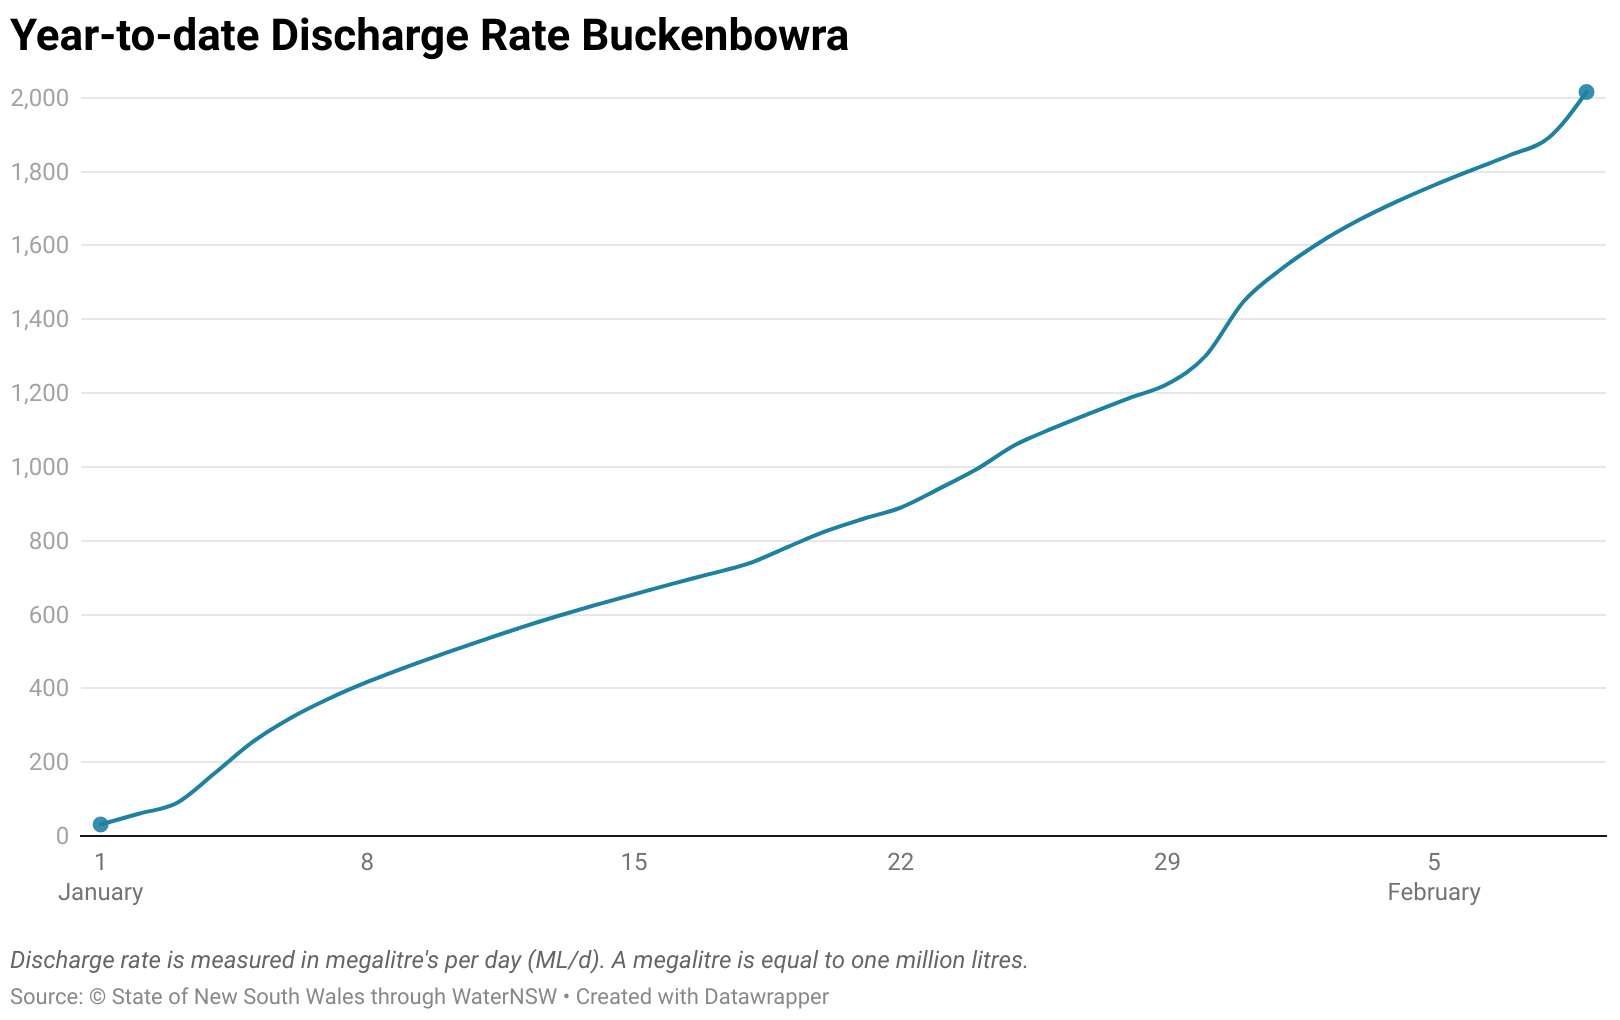 Year-to-date Discharge Rate Buckenbowra
2,000
1,800
1,600
1,400
1,200
1,000
800
600
400
200
0
1 8 15 22 29 5
January February
Discharge rate is measured in megalitre's per day (ML/d). A megalitre is equal to one million litres.
Source: © State of New South Wales through WaterNSW • Created with Datawrapper